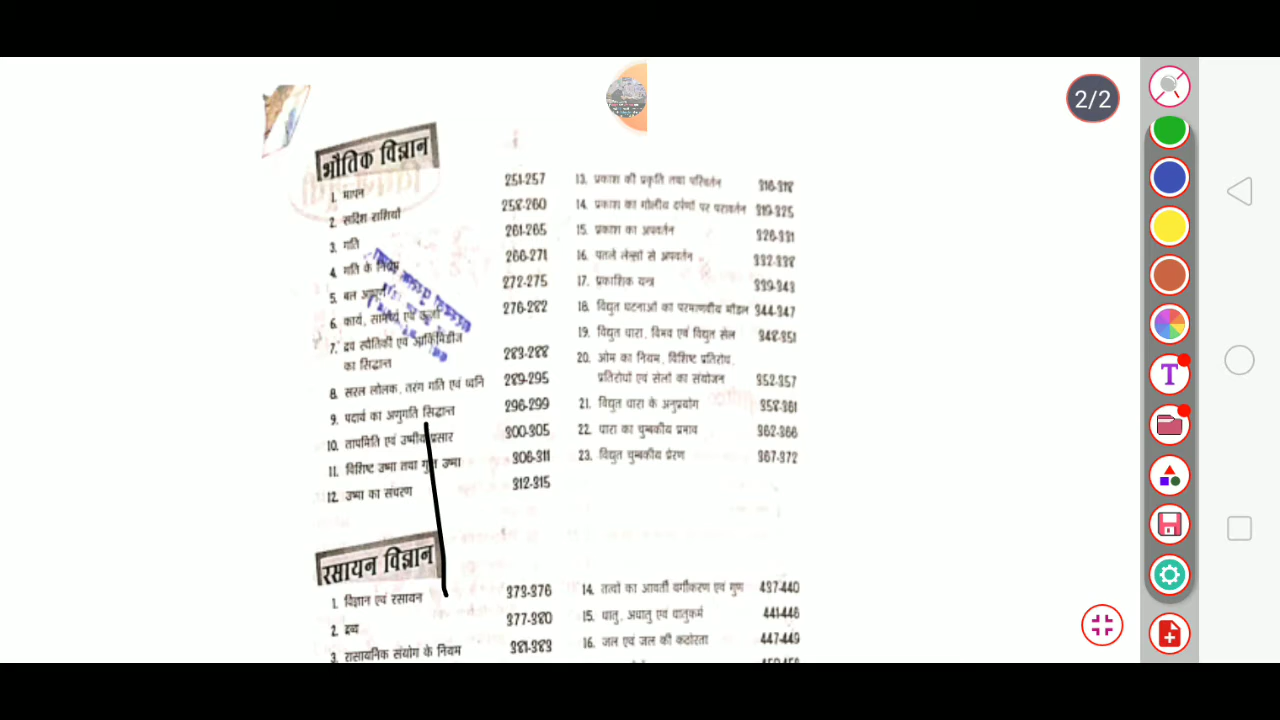 2/2
भौतिक विज्ञान
1. मापन 251-257
2. सदिश राशियाँ 258-260
3. गति 261-265
4. गति के नियम 266-271
5. बल आघूर्ण 272-275
6. कार्य, सामर्थ्य एवं ऊर्जा 276-282
7. द्रव स्थैतिकी एवं आर्किमिडीज
का सिद्धान्त 283-288
8. सरल लोलक, तरंग गति एवं ध्वनि 289-295
9. पदार्थ का अणुगति सिद्धान्त 296-299
10. तापमिति एवं उष्मीय प्रसार 300-305
11. विशिष्ट उष्मा तथा गुप्त उष्मा 306-311
12. उष्मा का संचरण 312-315
13. प्रकाश की प्रकृति तथा परिवर्तन 316-318
14. प्रकाश का गोलीय दर्पणों पर परावर्तन 319-325
15. प्रकाश का अपवर्तन 326-331
16. पतले लेन्सों से अपवर्तन 332-338
17. प्रकाशिक यन्त्र 339-343
18. विद्युत घटनाओं का परमाणवीय मॉडल 344-347
19. विद्युत धारा, विभव एवं विद्युत सेल 348-351
20. ओम का नियम, विशिष्ट प्रतिरोध,
प्रतिरोधों एवं सेलों का संयोजन 352-357
21. विद्युत धारा के अनुप्रयोग 358-361
22. धारा का चुम्बकीय प्रभाव 362-366
23. विद्युत चुम्बकीय प्रेरण 367-372
रसायन विज्ञान
1. विज्ञान एवं रसायन 373-376
2. द्रव्य 377-380
3. रासायनिक संयोग के नियम 381-383
14. तत्वों का आवर्ती वर्गीकरण एवं गुण 437-440
15. धातु, अधातु एवं धातुकर्म 441-446
16. जल एवं जल की कठोरता 447-449
T